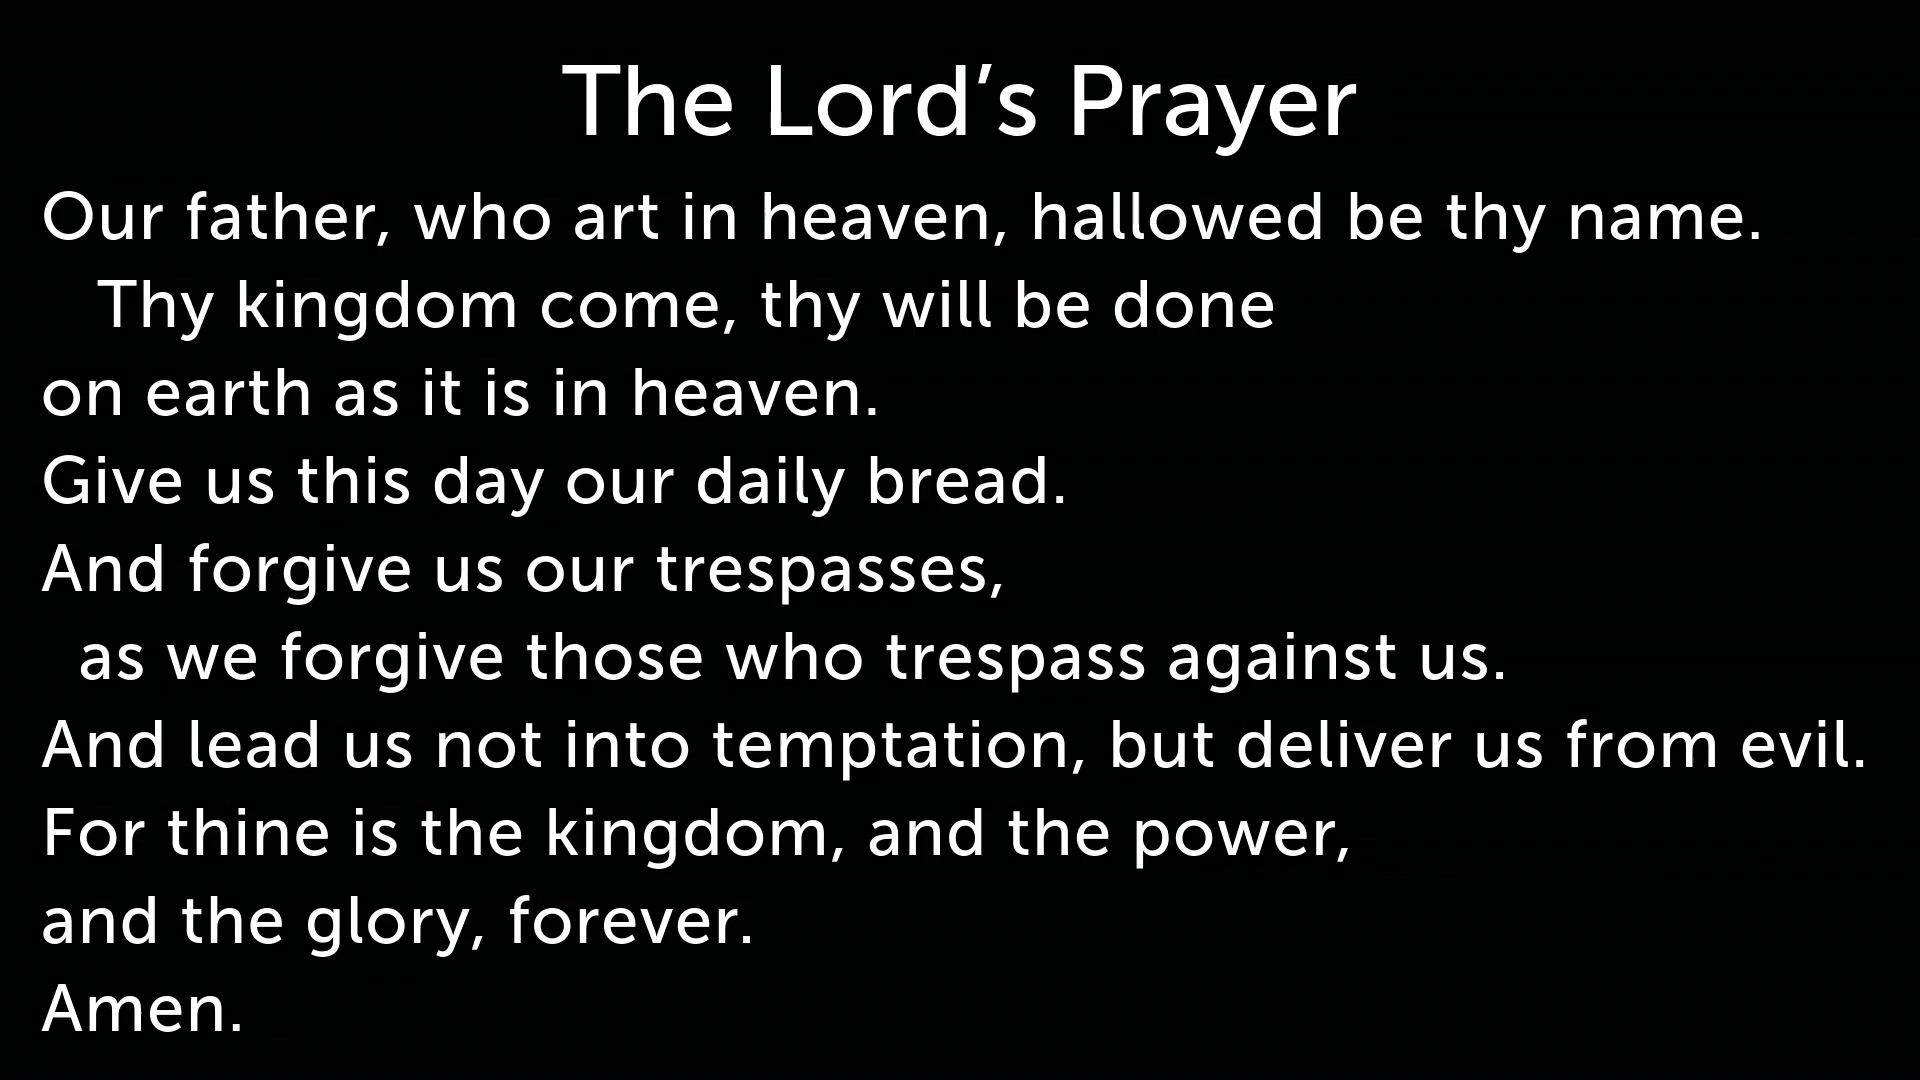 The Lord’s Prayer
Our father, who art in heaven, hallowed be thy name.
Thy kingdom come, thy will be done
on earth as it is in heaven.
Give us this day our daily bread.
And forgive us our trespasses,
as we forgive those who trespass against us.
And lead us not into temptation, but deliver us from evil.
For thine is the kingdom, and the power,
and the glory, forever.
Amen.